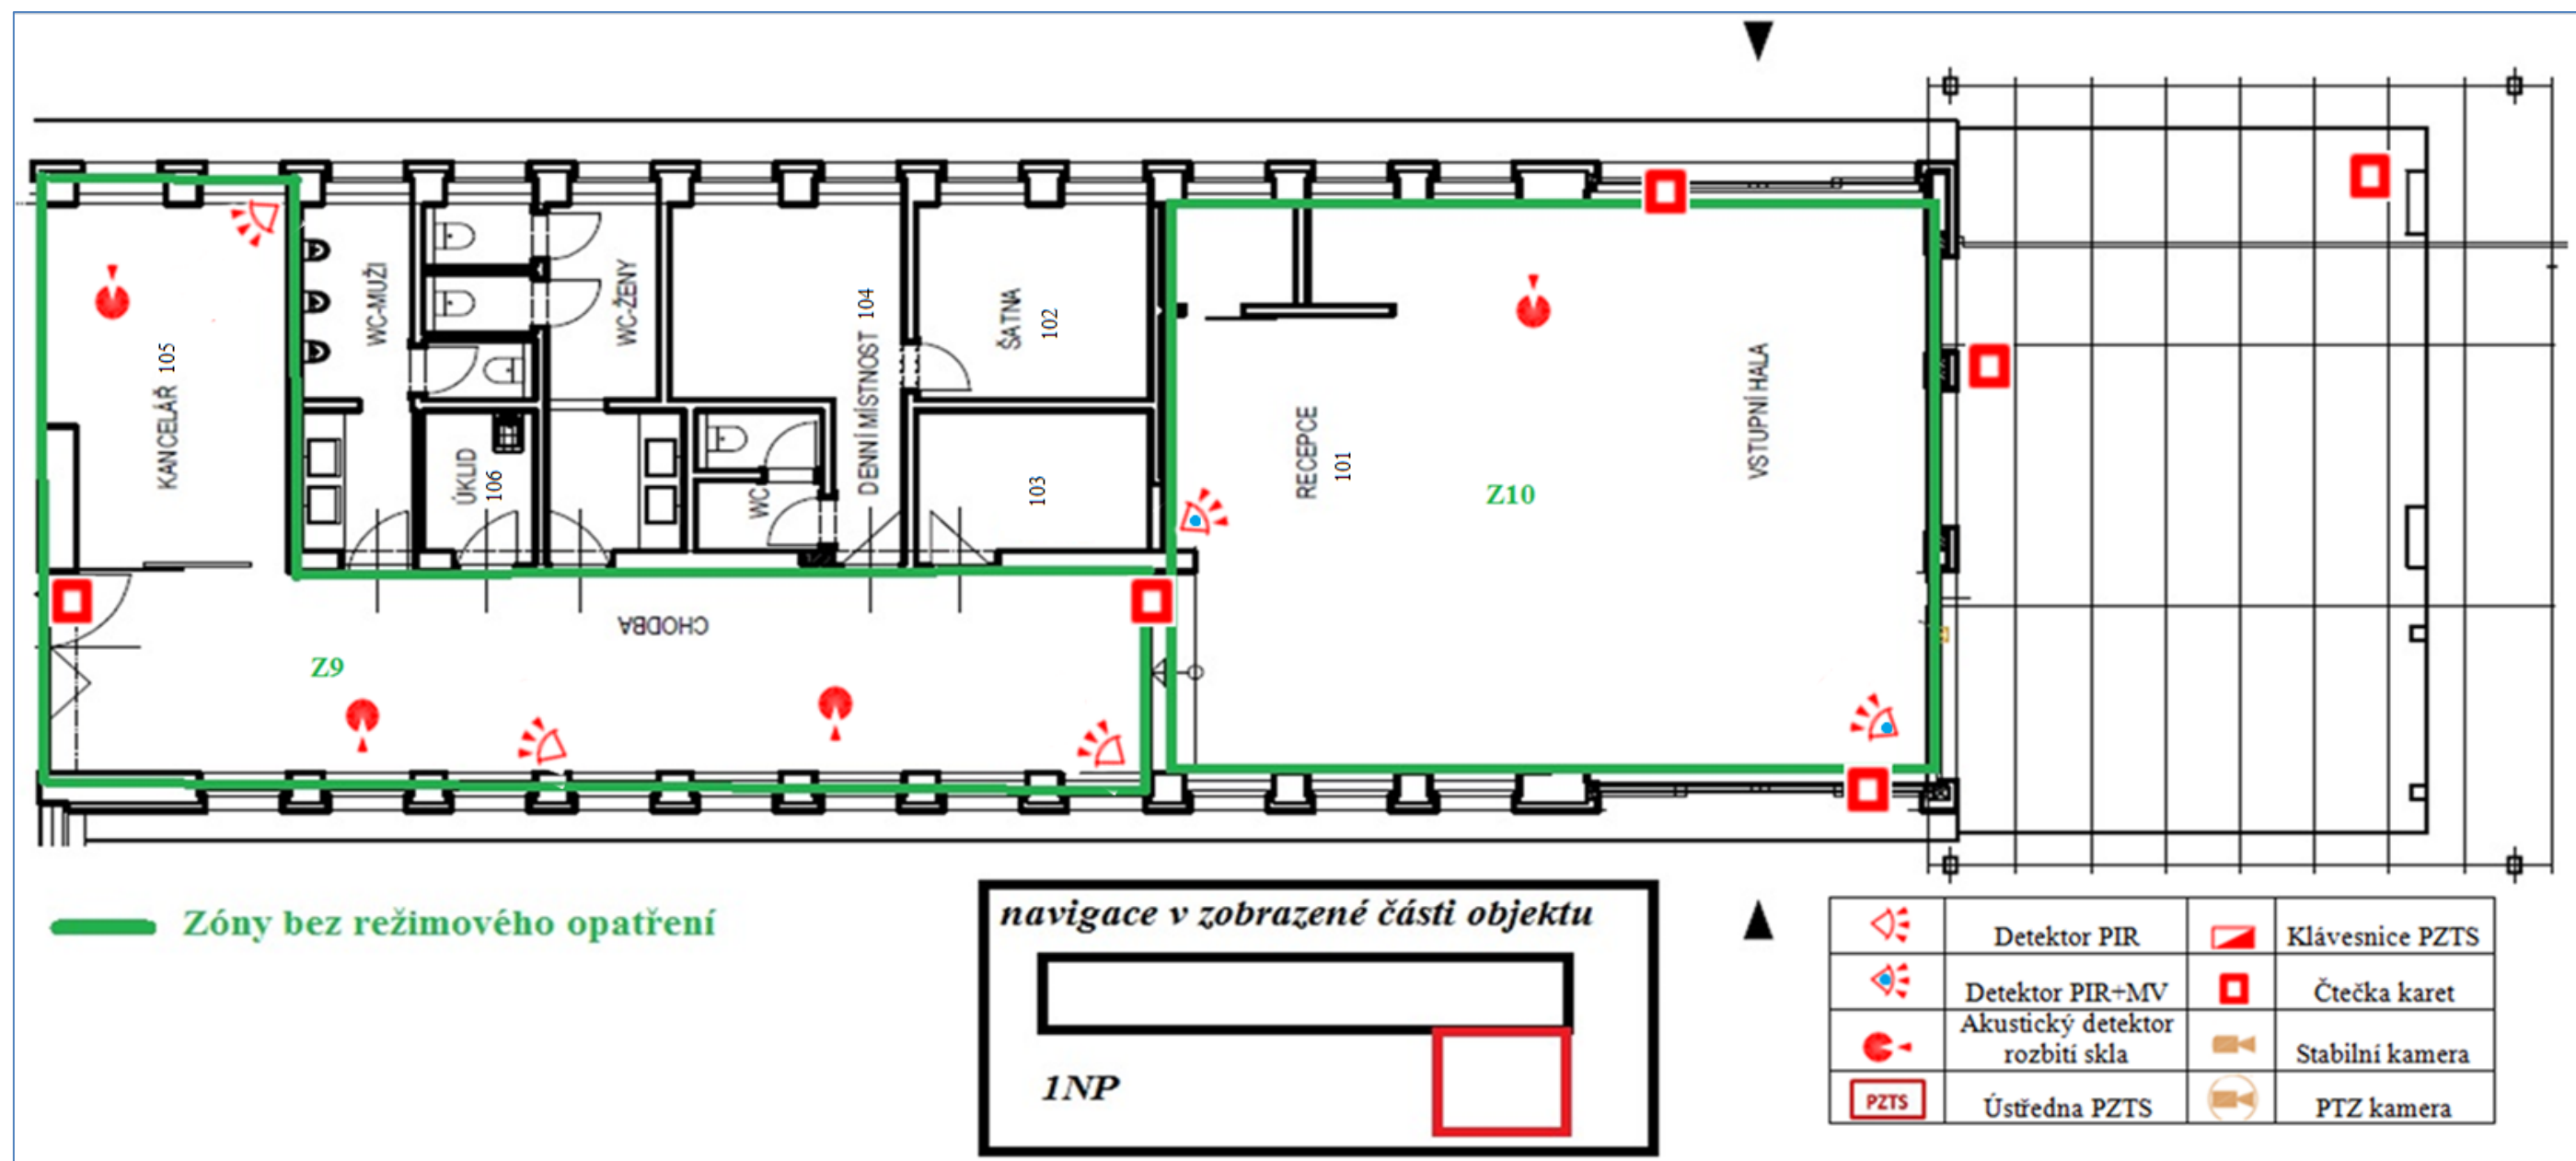 KANCELÁŘ 105
WC-MUŽI
ÚKLID
106
WC-ŽENY
WC
DENNÍ MÍSTNOST 104
ŠATNA
102
103
RECEPCE
101
Z10
VSTUPNÍ HALA
CHODBA
Z9
Zóny bez režimového opatření
navigace v zobrazené části objektu
1NP
Detektor PIR
Klávesnice PZTS
Detektor PIR+MV
Čtečka karet
Akustický detektor
rozbití skla
Stabilní kamera
PZTS
Ústředna PZTS
PTZ kamera